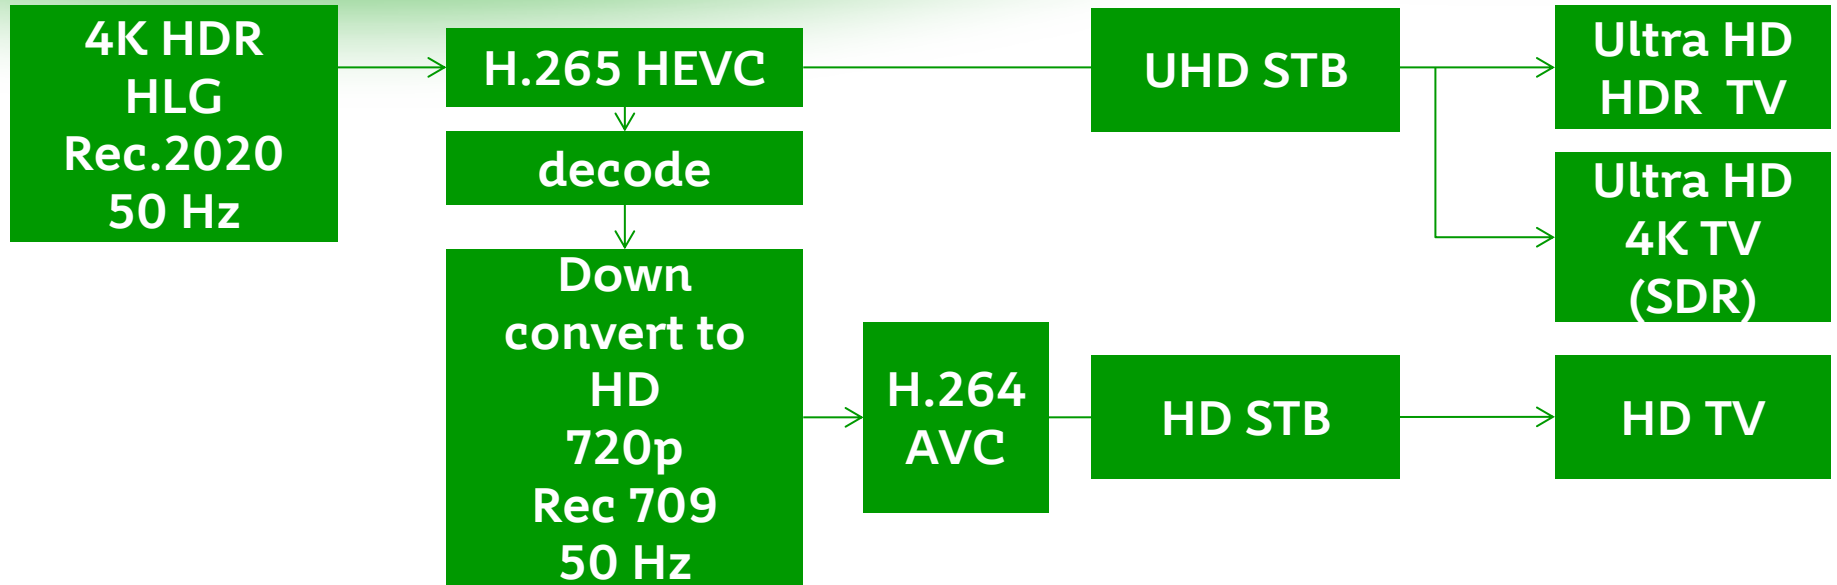 4K HDR
HLG
Rec.2020
50 Hz
H.265 HEVC
UHD STB
Ultra HD
HDR TV
decode
Ultra HD
4K TV
(SDR)
Down
convert to
HD
720p
Rec 709
50 Hz
H.264
AVC
HD STB
HD TV